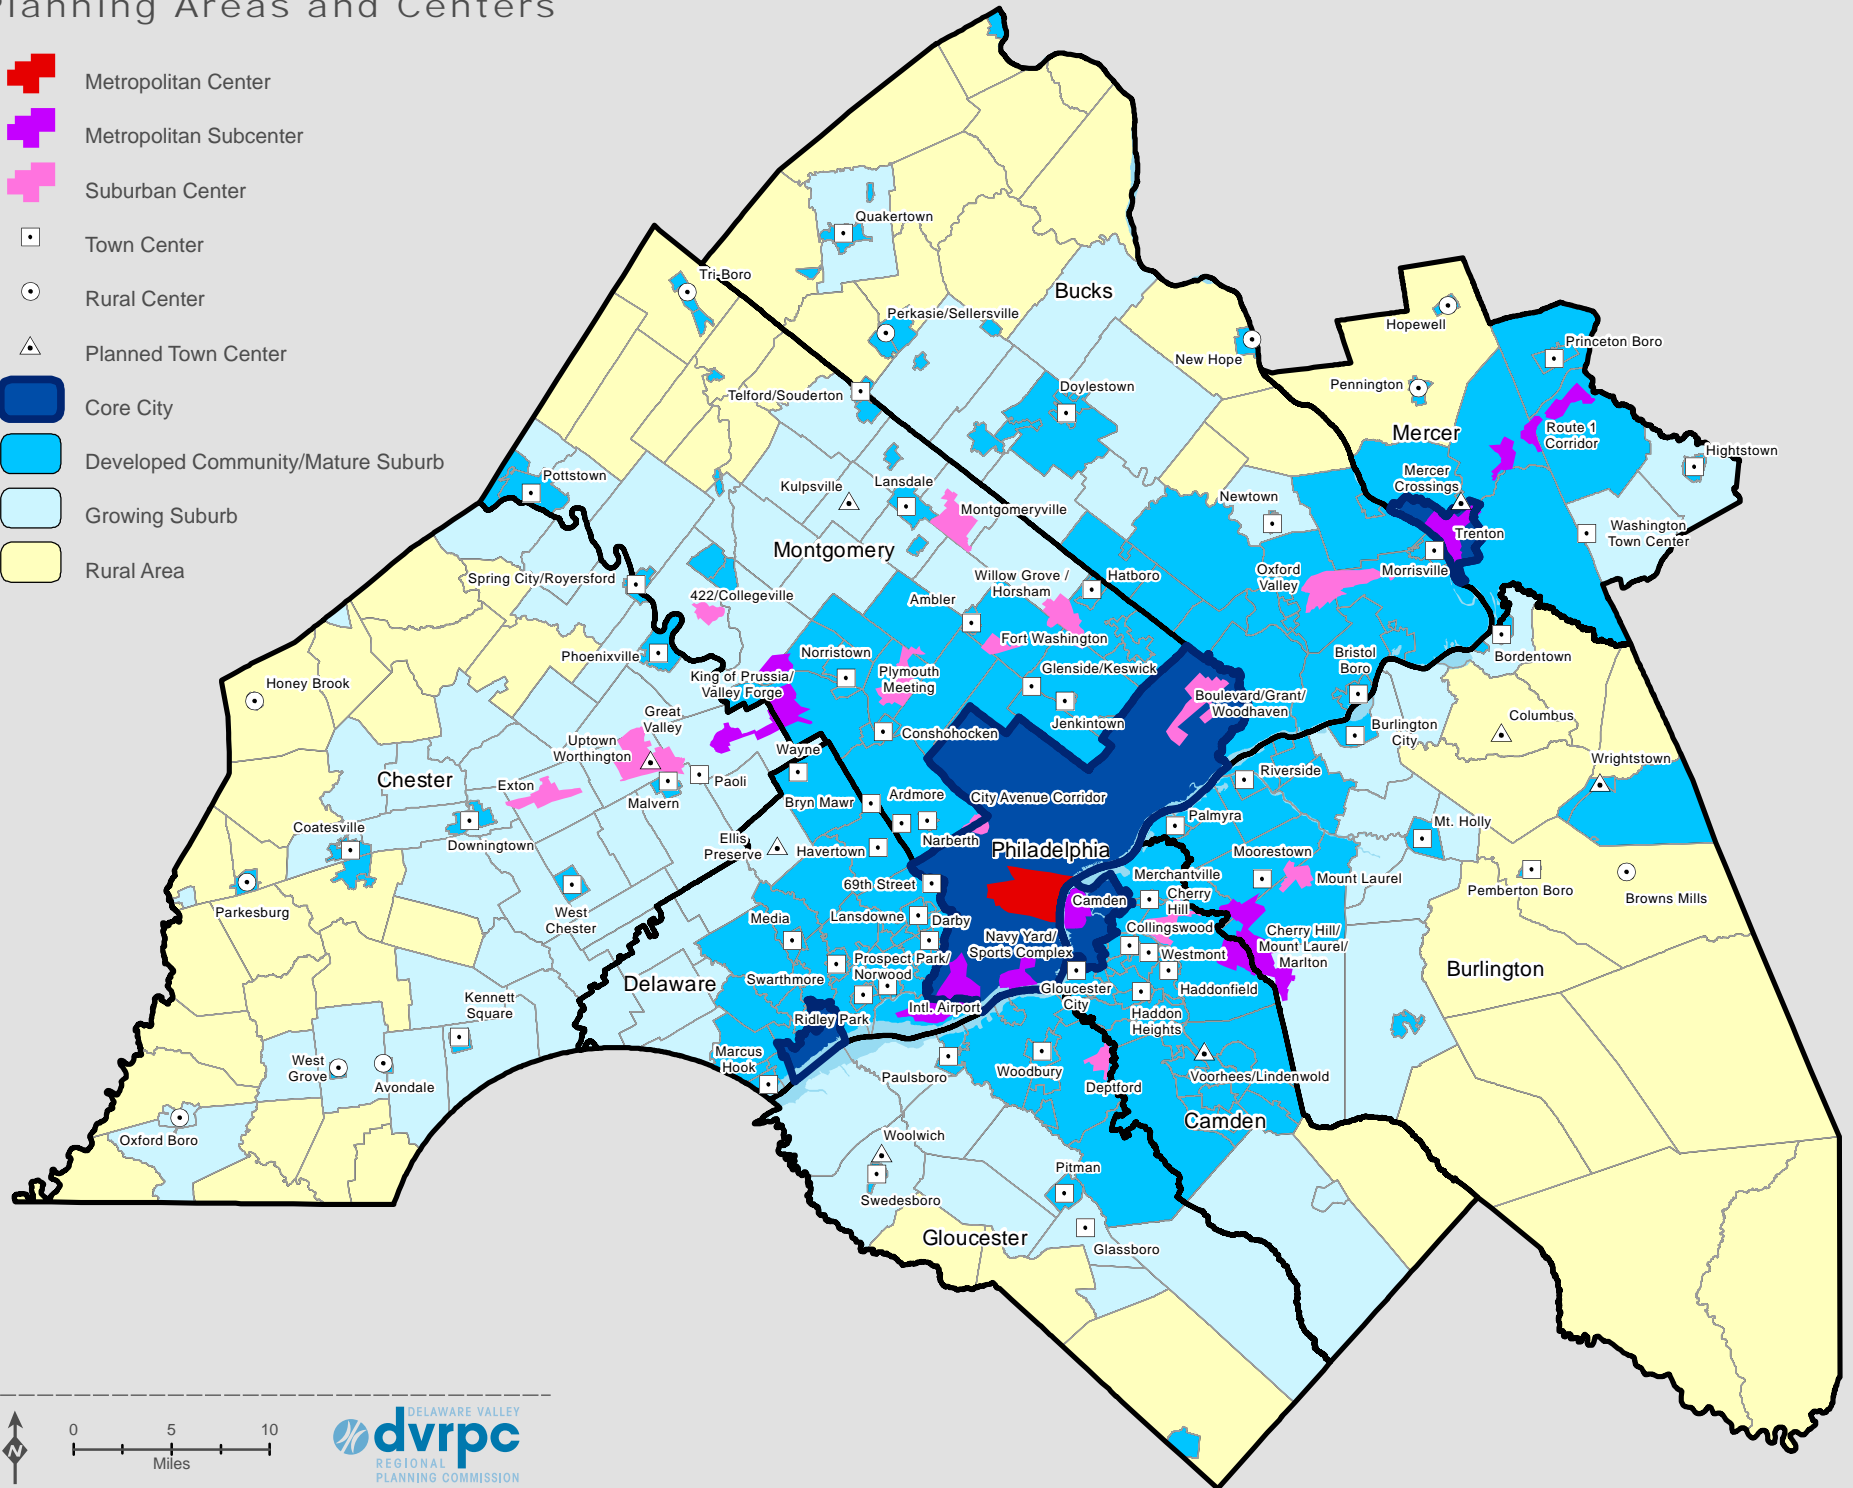 Planning Areas and Centers
Metropolitan Center
Metropolitan Subcenter
Suburban Center
Town Center
Rural Center
Planned Town Center
Core City
Developed Community/Mature Suburb
Growing Suburb
Rural Area
Quakertown
Tri-Boro
Bucks
Perkasie/Sellersville
Hopewell
Princeton Boro
New Hope
Pennington
Telford/Souderton
Doylestown
Mercer
Route 1
Corridor
Hightstown
Pottstown
Kulpsville
Lansdale
Montgomeryville
Newtown
Mercer
Crossings
Trenton
Washington
Town Center
Montgomery
Spring City/Royersford
422/Collegeville
Ambler
Willow Grove /
Horsham
Hatboro
Oxford
Valley
Morrisville
Fort Washington
Phoenixville
Norristown
Plymouth
Meeting
Glenside/Keswick
Bristol
Boro
Bordentown
King of Prussia/
Valley Forge
Honey Brook
Great
Valley
Boulevard/Grant/
Woodhaven
Jenkintown
Conshohocken
Burlington
City
Columbus
Uptown
Worthington
Wayne
Wrightstown
Chester
Exton
Malvern
Paoli
Riverside
Bryn Mawr
Ardmore
City Avenue Corridor
Palmyra
Coatesville
Downingtown
Ellis
Preserve
Havertown
Narberth
Philadelphia
Mt. Holly
Moorestown
69th Street
Merchantville
Mount Laurel
Parkesburg
West
Chester
Media
Lansdowne
Darby
Camden
Cherry
Hill
Pemberton Boro
Browns Mills
Collingswood
Navy Yard/
Sports Complex
Cherry Hill/
Mount Laurel/
Marlton
Westmont
Prospect Park/
Norwood
Swarthmore
Delaware
Burlington
Haddonfield
Gloucester
City
Kennett
Square
Intl. Airport
Ridley Park
Haddon
Heights
West
Grove
Avondale
Marcus
Hook
Paulsboro
Woodbury
Deptford
Voorhees/Lindenwold
Camden
Oxford Boro
Woolwich
Swedesboro
Pitman
Gloucester
Glassboro
0 5 10
Miles
N
DELAWARE VALLEY
dvrpc
REGIONAL
PLANNING COMMISSION